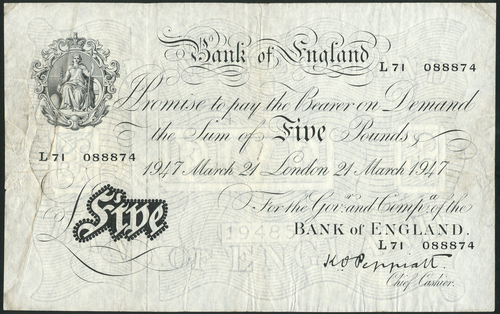 Bank of England
L71 088874
I Promise to pay the Bearer on Demand
the Sum of Five Pounds
L71 088874
1947 March 21 London 21 March 1947
For the Govr. and Compa. of the
BANK of ENGLAND.
L71 088874
Five
K O Peppiatt
Chief Cashier.